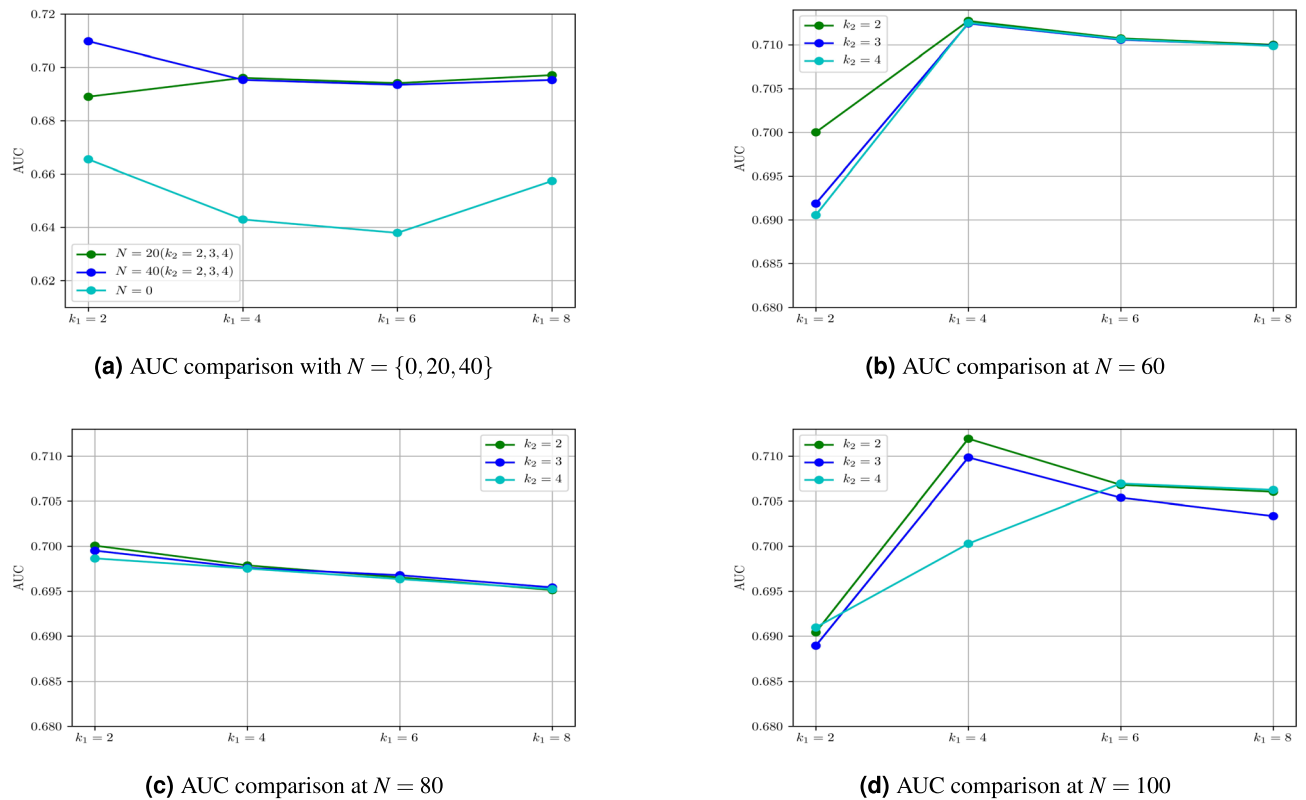 0.72
0.70
0.68
0.66
0.64
0.62
AUC
N = 20(k₂ = 2, 3, 4)
N = 40(k₂ = 2, 3, 4)
N = 0
k₁ = 2 k₁ = 4 k₁ = 6 k₁ = 8
(a) AUC comparison with N = {0, 20, 40}
0.710
0.705
0.700
0.695
0.690
0.685
0.680
AUC
k₂ = 2
k₂ = 3
k₂ = 4
k₁ = 2 k₁ = 4 k₁ = 6 k₁ = 8
(b) AUC comparison at N = 60
0.710
0.705
0.700
0.695
0.690
0.685
0.680
AUC
k₂ = 2
k₂ = 3
k₂ = 4
k₁ = 2 k₁ = 4 k₁ = 6 k₁ = 8
(c) AUC comparison at N = 80
0.710
0.705
0.700
0.695
0.690
0.685
0.680
AUC
k₂ = 2
k₂ = 3
k₂ = 4
k₁ = 2 k₁ = 4 k₁ = 6 k₁ = 8
(d) AUC comparison at N = 100